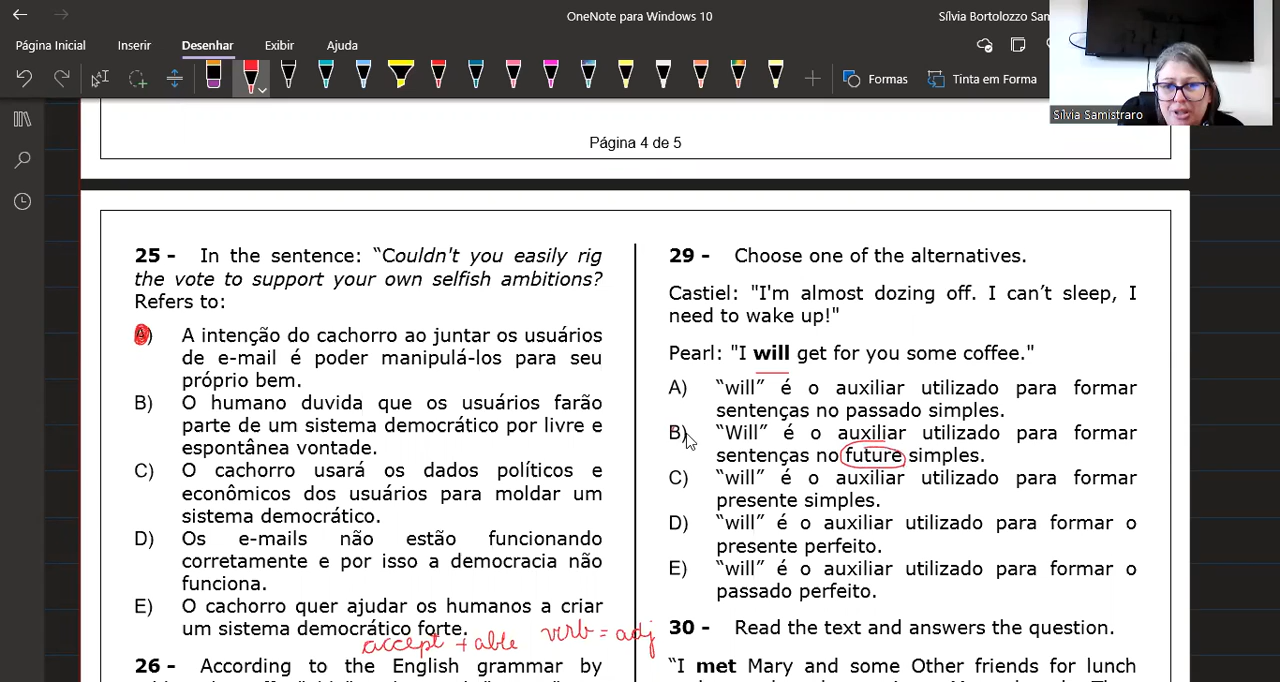 OneNote para Windows 10
Sílvia Bortolozzo San
Página Inicial Inserir Desenhar Exibir Ajuda
Formas Tinta em Forma
Sílvia Samistraro
Página 4 de 5
25 - In the sentence: “Couldn't you easily rig
the vote to support your own selfish ambitions?
Refers to:
A) A intenção do cachorro ao juntar os usuários
de e-mail é poder manipulá-los para seu
próprio bem.
B) O humano duvida que os usuários farão
parte de um sistema democrático por livre e
espontânea vontade.
C) O cachorro usará os dados políticos e
econômicos dos usuários para moldar um
sistema democrático.
D) Os e-mails não estão funcionando
corretamente e por isso a democracia não
funciona.
E) O cachorro quer ajudar os humanos a criar
um sistema democrático forte.
accept + able verb = adj
26 - According to the English grammar by
29 - Choose one of the alternatives.
Castiel: "I'm almost dozing off. I can’t sleep, I
need to wake up!"
Pearl: "I will get for you some coffee."
A) “will” é o auxiliar utilizado para formar
sentenças no passado simples.
B) “Will” é o auxiliar utilizado para formar
sentenças no future simples.
C) “will” é o auxiliar utilizado para formar
presente simples.
D) “will” é o auxiliar utilizado para formar o
presente perfeito.
E) “will” é o auxiliar utilizado para formar o
passado perfeito.
30 - Read the text and answers the question.
“I met Mary and some Other friends for lunch